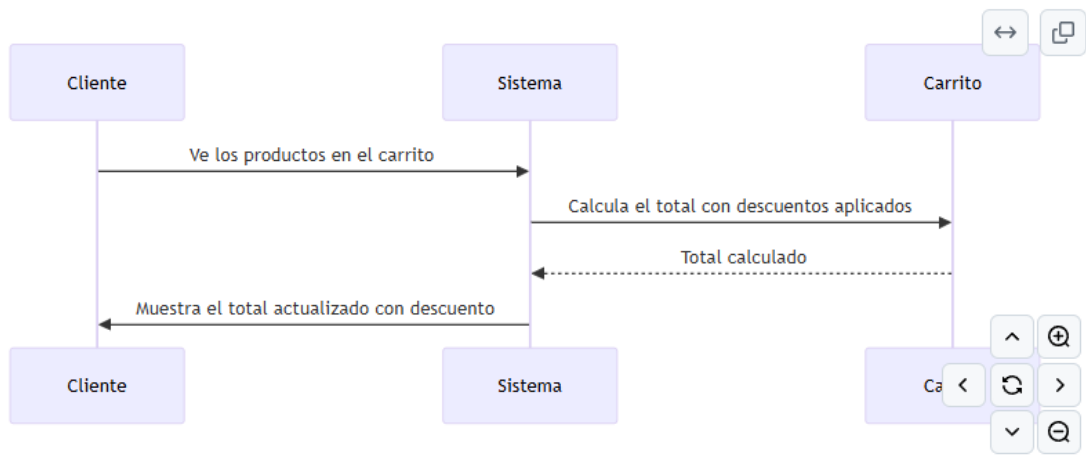 Cliente
Sistema
Carrito
Ve los productos en el carrito
Calcula el total con descuentos aplicados
Total calculado
Muestra el total actualizado con descuento
Cliente
Sistema